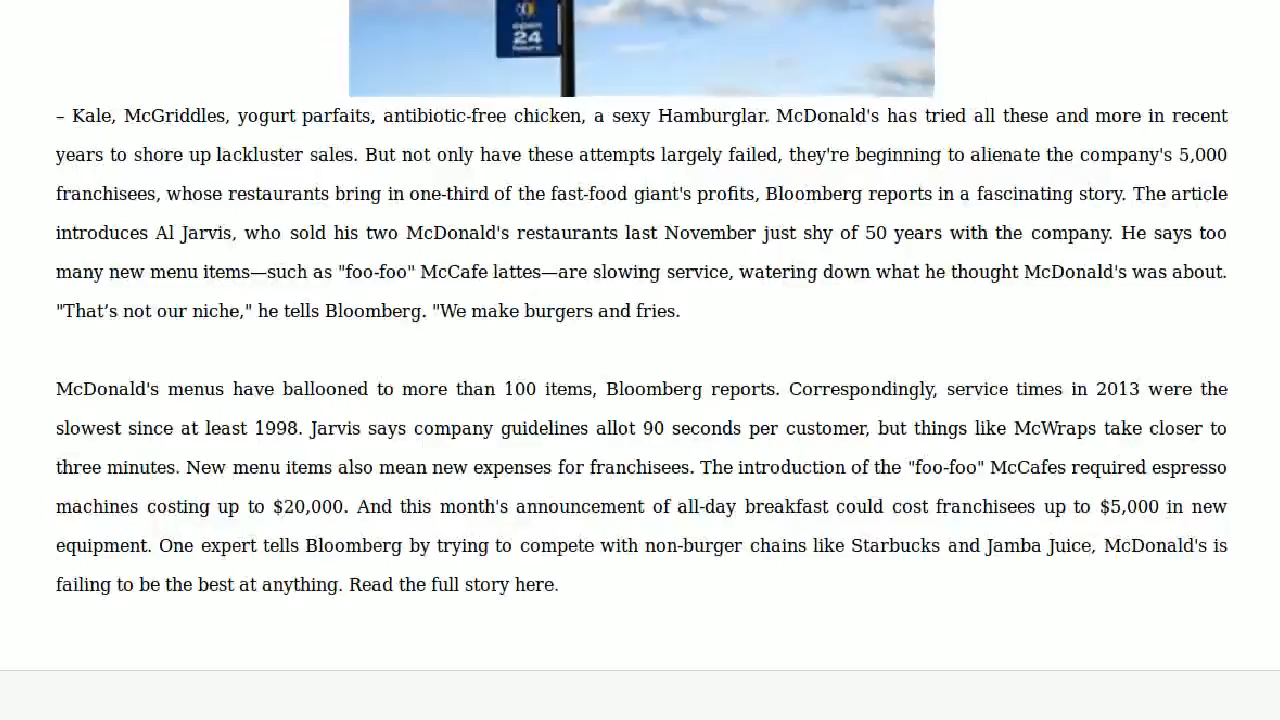 open
24
hours
– Kale, McGriddles, yogurt parfaits, antibiotic-free chicken, a sexy Hamburglar. McDonald's has tried all these and more in recent
years to shore up lackluster sales. But not only have these attempts largely failed, they're beginning to alienate the company's 5,000
franchisees, whose restaurants bring in one-third of the fast-food giant's profits, Bloomberg reports in a fascinating story. The article
introduces Al Jarvis, who sold his two McDonald's restaurants last November just shy of 50 years with the company. He says too
many new menu items—such as "foo-foo" McCafe lattes—are slowing service, watering down what he thought McDonald's was about.
"That’s not our niche," he tells Bloomberg. "We make burgers and fries.
McDonald's menus have ballooned to more than 100 items, Bloomberg reports. Correspondingly, service times in 2013 were the
slowest since at least 1998. Jarvis says company guidelines allot 90 seconds per customer, but things like McWraps take closer to
three minutes. New menu items also mean new expenses for franchisees. The introduction of the "foo-foo" McCafes required espresso
machines costing up to $20,000. And this month's announcement of all-day breakfast could cost franchisees up to $5,000 in new
equipment. One expert tells Bloomberg by trying to compete with non-burger chains like Starbucks and Jamba Juice, McDonald's is
failing to be the best at anything. Read the full story here.